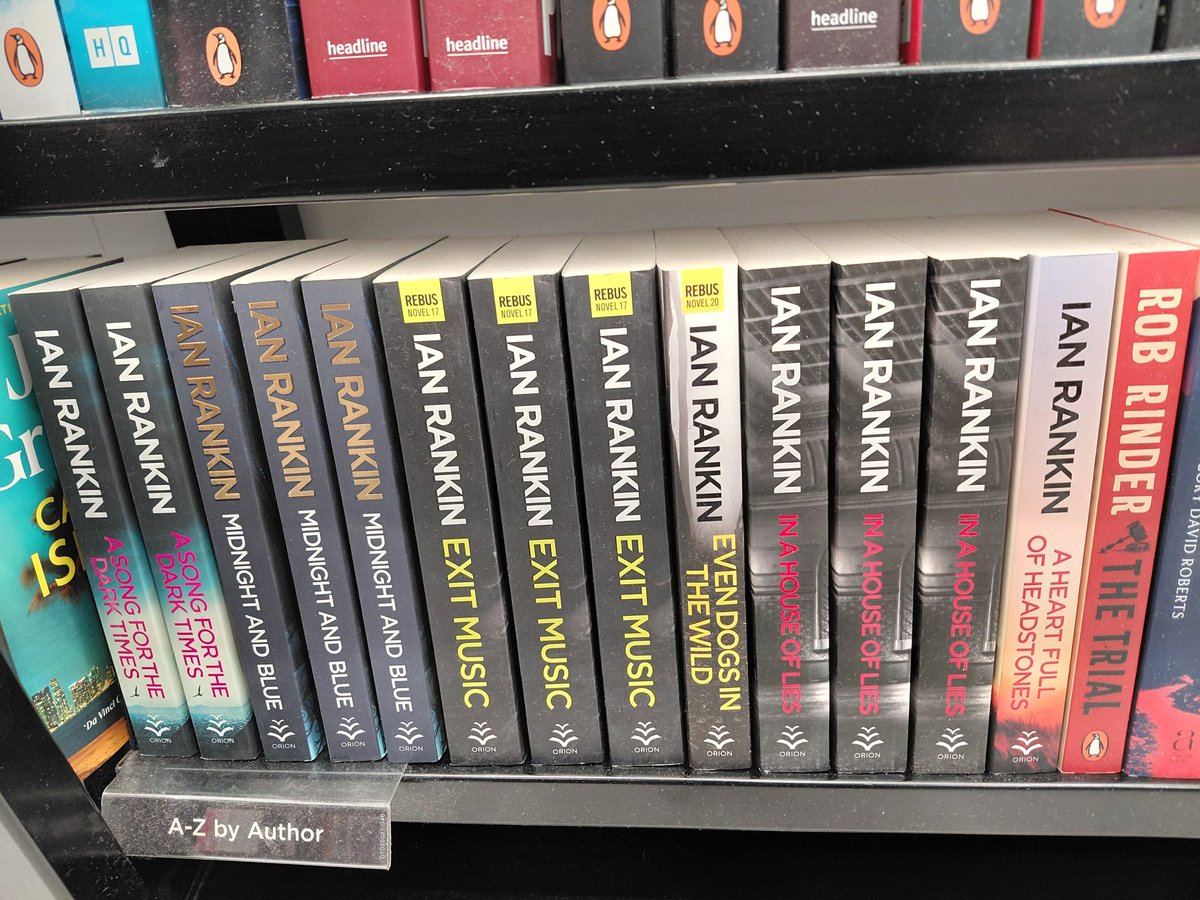 HQ
headline
headline
headline
IAN RANKIN
A SONG FOR THE
DARK TIMES
ORION
IAN RANKIN
A SONG FOR THE
DARK TIMES
ORION
IAN RANKIN
MIDNIGHT AND BLUE
ORION
IAN RANKIN
MIDNIGHT AND BLUE
ORION
IAN RANKIN
MIDNIGHT AND BLUE
ORION
REBUS
NOVEL 17
IAN RANKIN
EXIT MUSIC
ORION
REBUS
NOVEL 17
IAN RANKIN
EXIT MUSIC
ORION
REBUS
NOVEL 17
IAN RANKIN
EXIT MUSIC
ORION
REBUS
NOVEL 20
IAN RANKIN
EVEN DOGS IN
THE WILD
ORION
IAN RANKIN
IN A HOUSE OF LIES
ORION
IAN RANKIN
IN A HOUSE OF LIES
ORION
IAN RANKIN
IN A HOUSE OF LIES
ORION
IAN RANKIN
A HEART FULL
OF HEADSTONES
ORION
ROB RINDER
THE TRIAL
DAVID ROBERTS
a
'Da Vinci
A-Z by Author